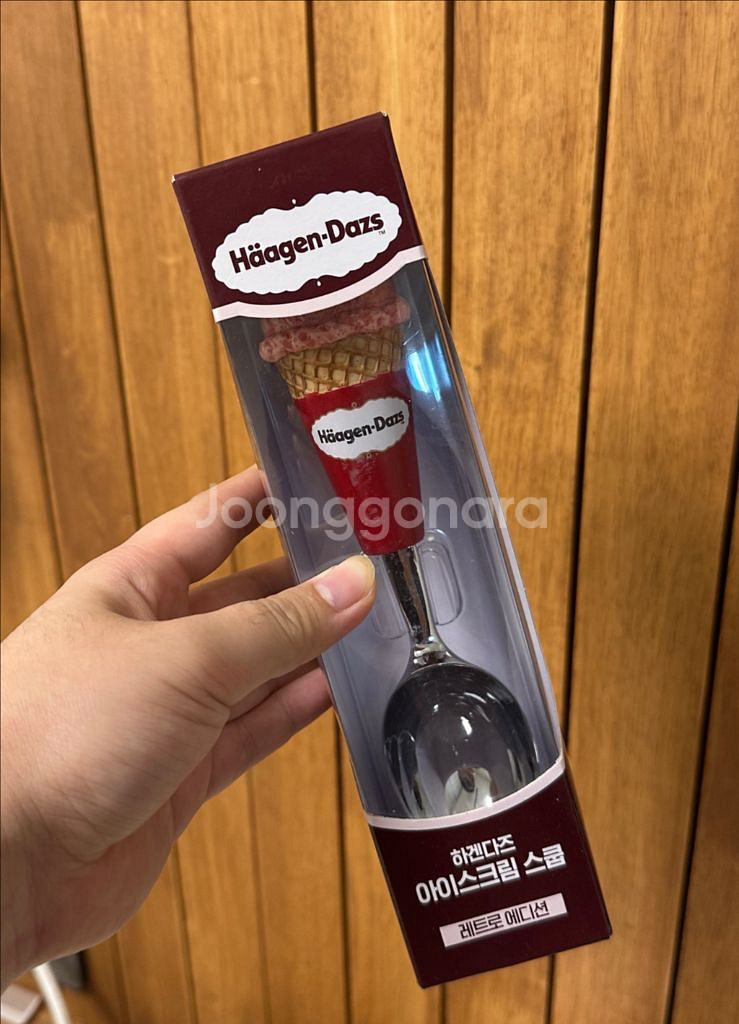 Häagen-Dazs
TM
Häagen-Dazs
Joonggonara
하겐다즈
아이스크림 스쿱
레트로 에디션